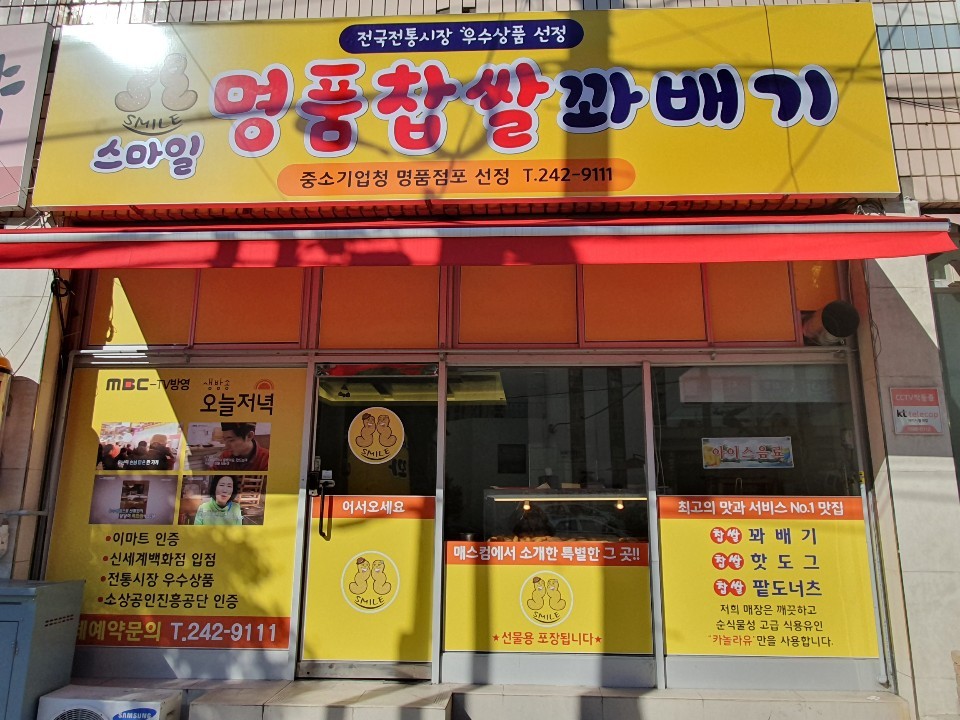 전국전통시장 우수상품 선정
SMILE
스마일
명품찹쌀꽈배기
중소기업청 명품점포 선정 T.242-9111
MBC-TV방영
생방송
오늘저녁
•이마트 인증
•신세계백화점 입점
•전통시장 우수상품
•소상공인진흥공단 인증
예약문의 T.242-9111
SMILE
어서오세요
SMILE
매스컴에서 소개한 특별한 그 곳!!
SMILE
★선물용 포장됩니다★
아이스음료
최고의 맛과 서비스 No.1 맛집
찹쌀 꽈배기
찹쌀 핫도그
찹쌀 팥도너츠
저희 매장은 깨끗하고
순식물성 고급 식용유인
'카놀라유'만을 사용합니다.
CCTV작동중
kt telecop
SAMSUNG